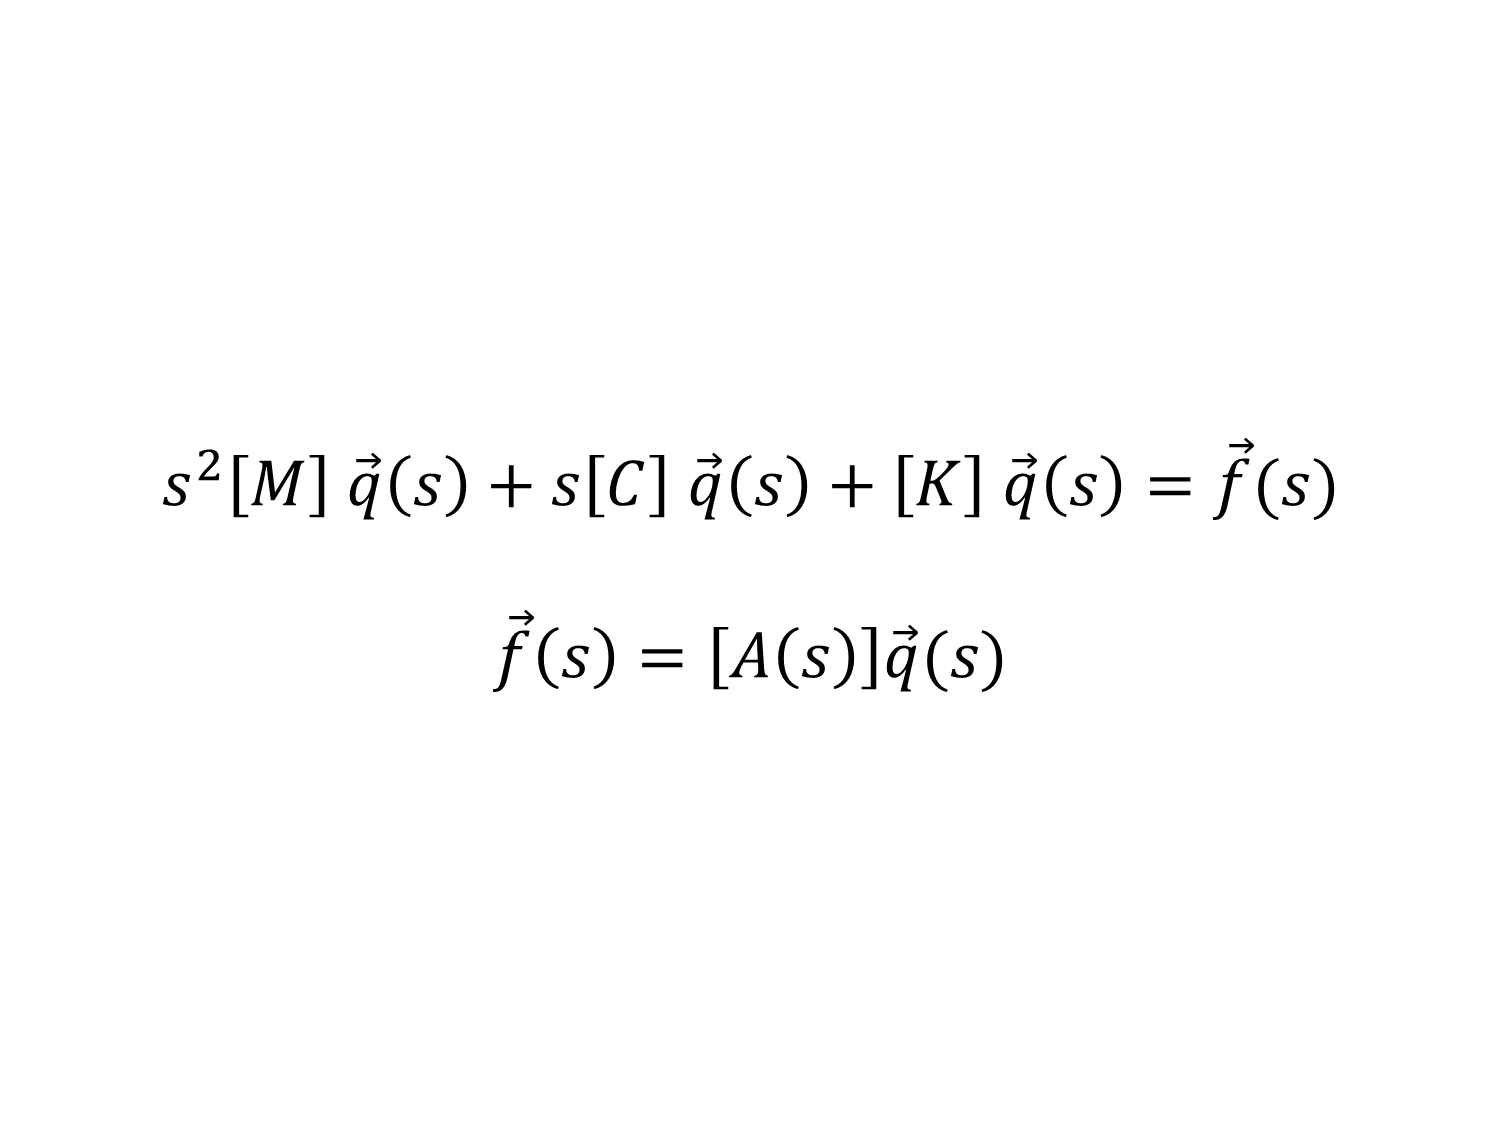 s²[M] q⃗(s) + s[C] q⃗(s) + [K] q⃗(s) = f⃗(s)
f⃗(s) = [A(s)]q⃗(s)